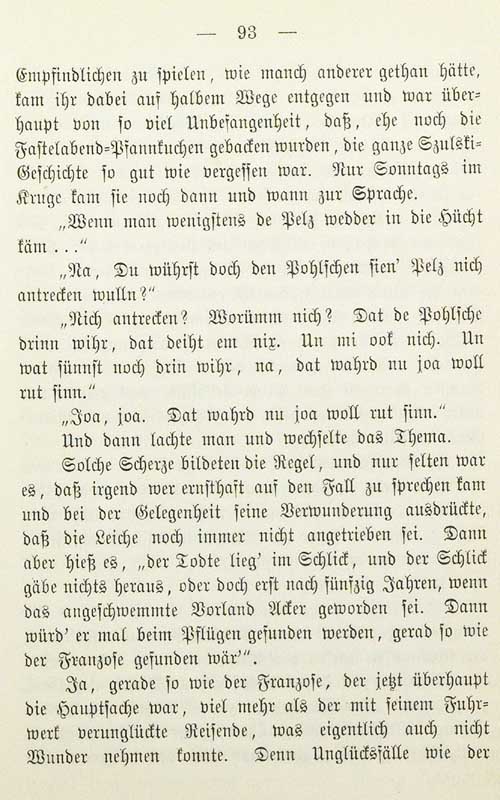 — 93 —
Empfindlichen zu spielen, wie manch anderer gethan hätte,
kam ihr dabei auf halbem Wege entgegen und war über-
haupt von so viel Unbefangenheit, daß, ehe noch die
Fastelabend-Pfannkuchen gebacken wurden, die ganze Szulski-
Geschichte so gut wie vergessen war. Nur Sonntags im
Kruge kam sie noch dann und wann zur Sprache.
„Wenn man wenigstens de Pelz wedder in die Hücht
käm . . .“
„Na, Du wührst doch den Pohlschen sien' Pelz nich
antrecken wulln?“
„Nich antrecken? Worümm nich? Dat de Pohlsche
drinn wihr, dat deiht em nix. Un mi ook nich. Un
wat sünnst noch drin wihr, na, dat wahrd nu joa woll
rut sinn.“
„Joa, joa. Dat wahrd nu joa woll rut sinn.“
Und dann lachte man und wechselte das Thema.
Solche Scherze bildeten die Regel, und nur selten war
es, daß irgend wer ernsthaft auf den Fall zu sprechen kam
und bei der Gelegenheit seine Verwunderung ausdrückte,
daß die Leiche noch immer nicht angetrieben sei. Dann
aber hieß es, „der Todte lieg' im Schlick, und der Schlick
gäbe nichts heraus, oder doch erst nach fünfzig Jahren, wenn
das angeschwemmte Vorland Acker geworden sei. Dann
würd' er mal beim Pflügen gefunden werden, gerad so wie
der Franzose gefunden wär'“.
Ja, gerade so wie der Franzose, der jetzt überhaupt
die Hauptsache war, viel mehr als der mit seinem Fuhr-
werk verunglückte Reisende, was eigentlich auch nicht
Wunder nehmen konnte. Denn Unglücksfälle wie der